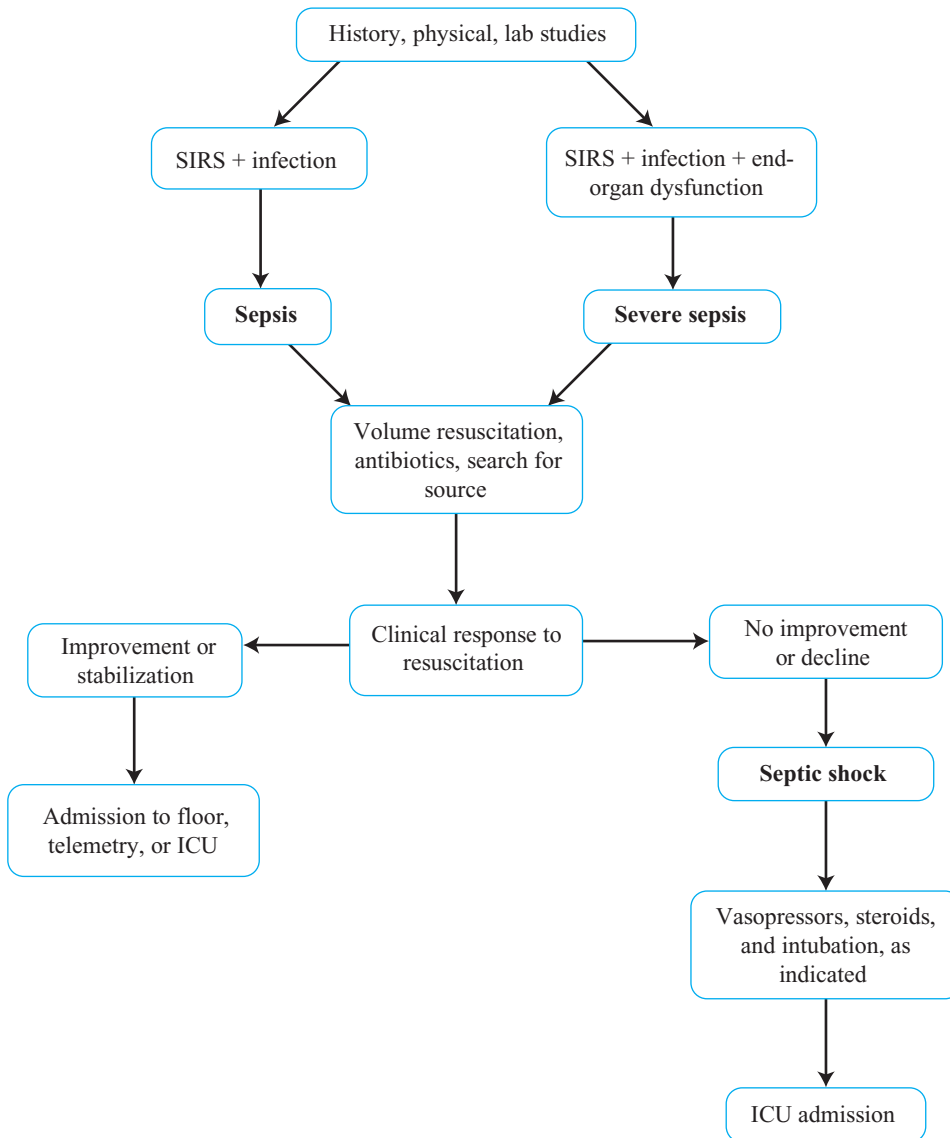 History, physical, lab studies
SIRS + infection
SIRS + infection + end-
organ dysfunction
Sepsis
Severe sepsis
Volume resuscitation,
antibiotics, search for
source
Clinical response to
resuscitation
Improvement or
stabilization
No improvement
or decline
Admission to floor,
telemetry, or ICU
Septic shock
Vasopressors, steroids,
and intubation, as
indicated
ICU admission